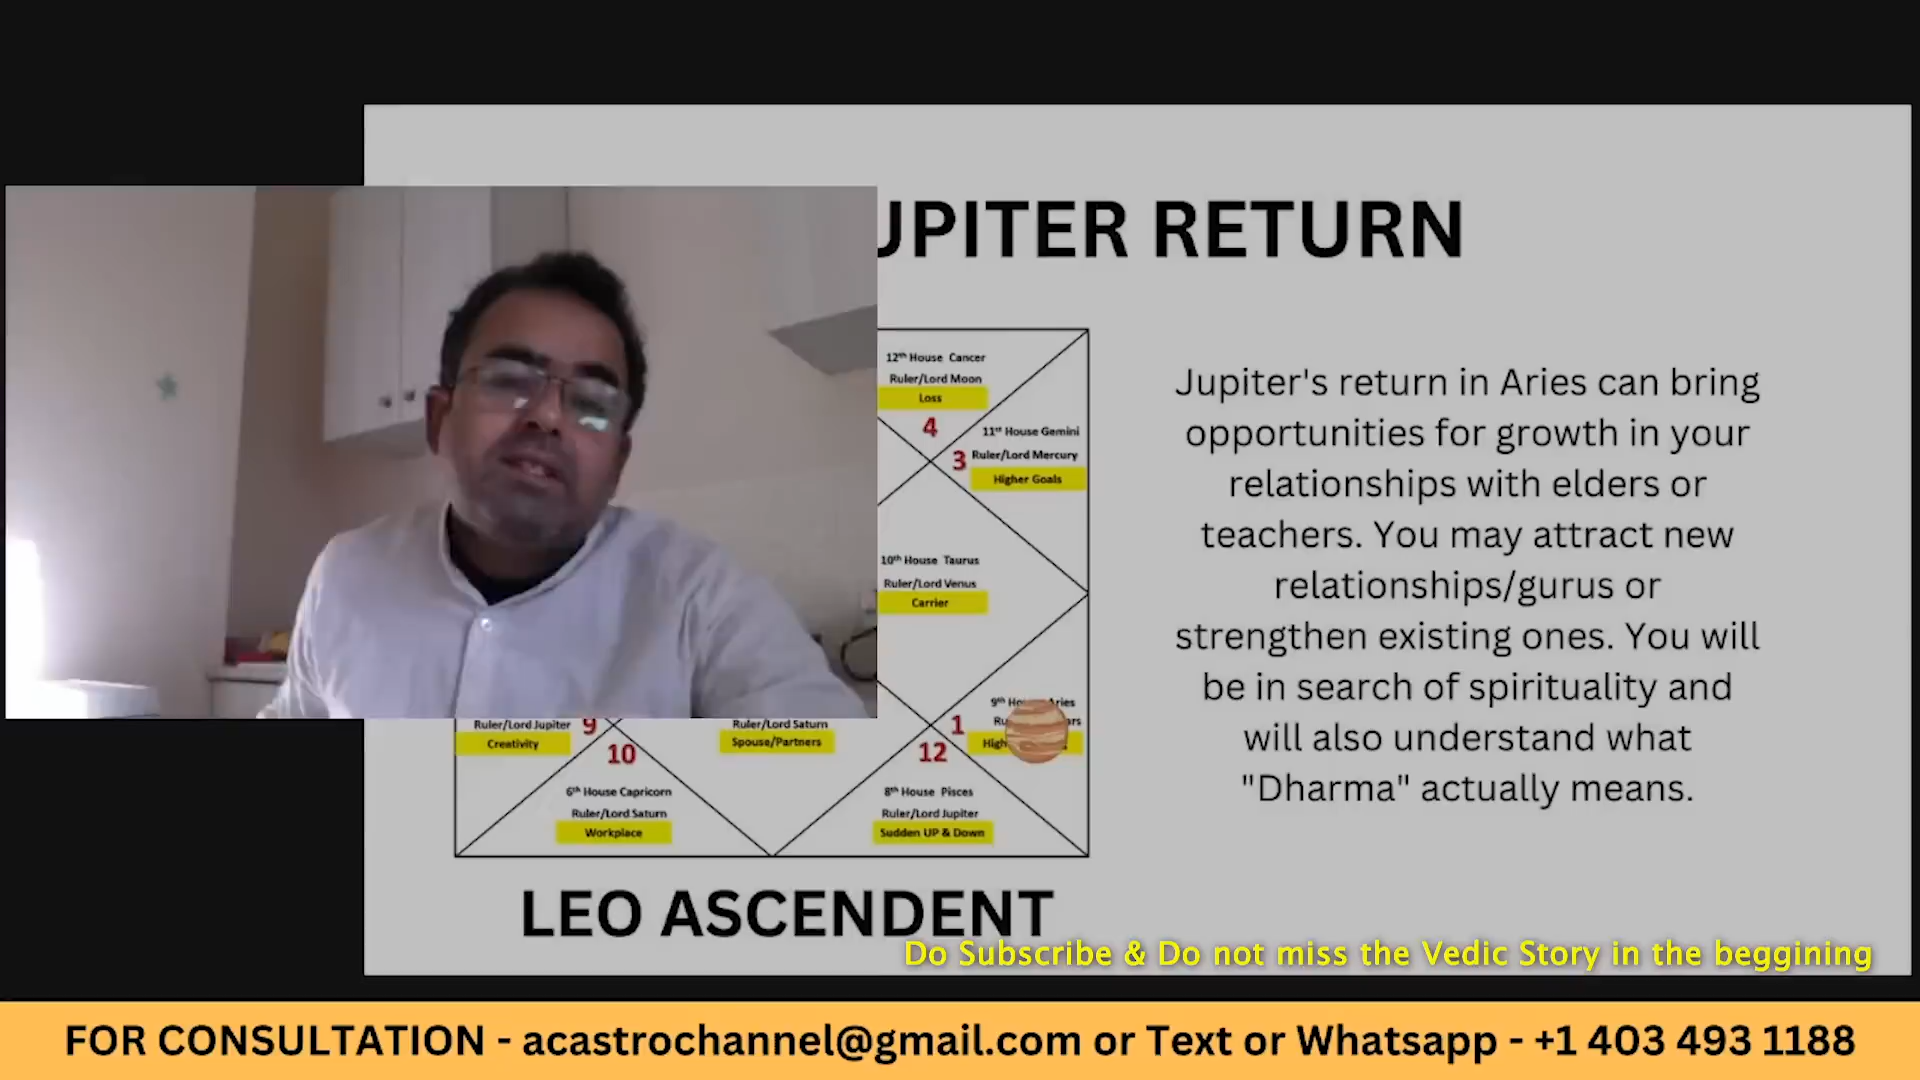 UPITER RETURN
12th House Cancer
Ruler/Lord Moon
Loss
4
11st House Gemini
3 Ruler/Lord Mercury
Higher Goals
10th House Taurus
Ruler/Lord Venus
Carrier
9th Aries
1
Ruler/Lord Jupiter 9
Creativity
10
Ruler/Lord Saturn
Spouse/Partners
12
6th House Capricorn
Ruler/Lord Saturn
Workplace
8th House Pisces
Ruler/Lord Jupiter
Sudden UP & Down
LEO ASCENDENT
Jupiter's return in Aries can bring
opportunities for growth in your
relationships with elders or
teachers. You may attract new
relationships/gurus or
strengthen existing ones. You will
be in search of spirituality and
will also understand what
"Dharma" actually means.
Do Subscribe & Do not miss the Vedic Story in the beggining
FOR CONSULTATION - acastrochannel@gmail.com or Text or Whatsapp - +1 403 493 1188